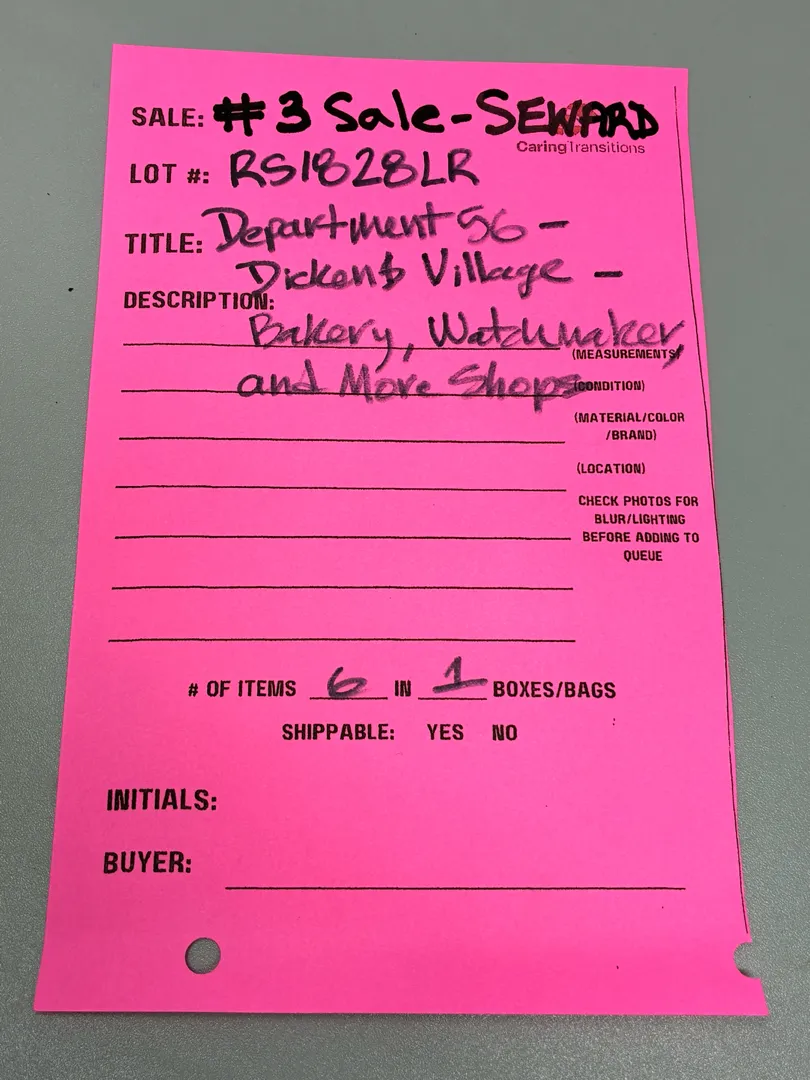 SALE: #3 Sale - SEWARD
CaringTransitions
LOT #: RS1828LR
TITLE: Department 56 -
Dickens Village -
DESCRIPTION:
Bakery, Watchmaker,
(MEASUREMENTS)
and More Shops
(CONDITION)
(MATERIAL/COLOR
/BRAND)
(LOCATION)
CHECK PHOTOS FOR
BLUR/LIGHTING
BEFORE ADDING TO
QUEUE
# OF ITEMS 6 IN 1 BOXES/BAGS
SHIPPABLE: YES NO
INITIALS:
BUYER: